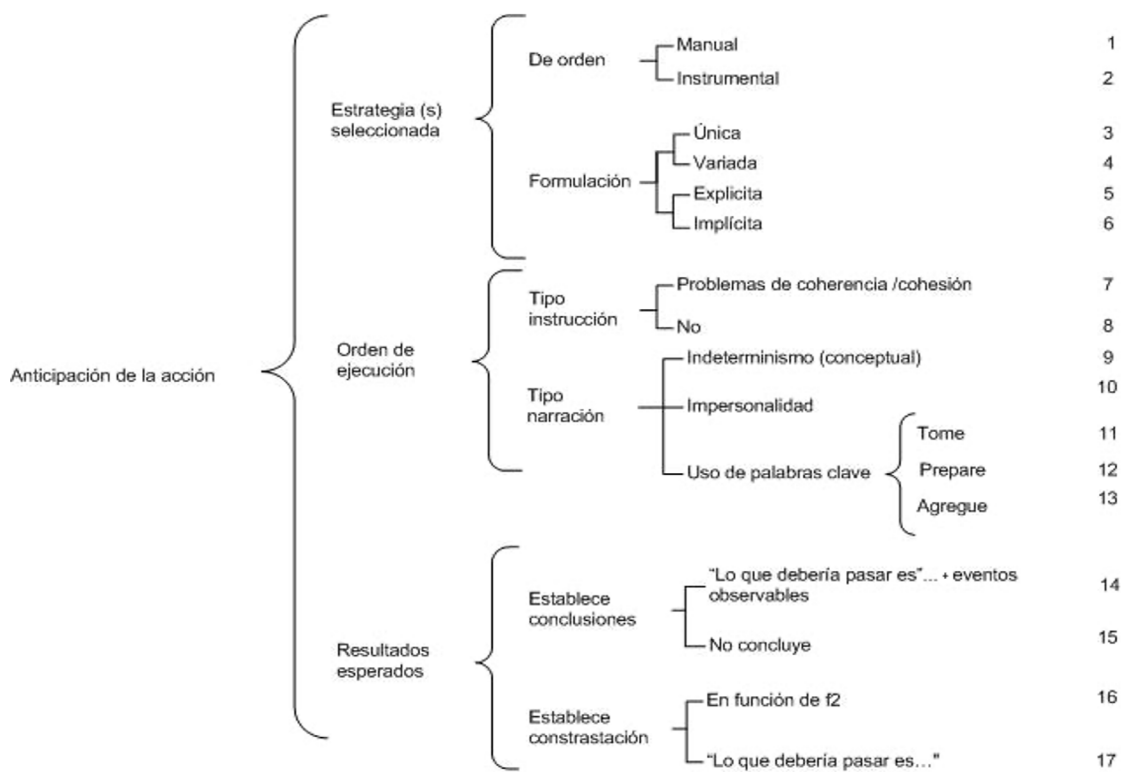 De orden
Manual 1
Instrumental 2
Estrategia (s)
seleccionada
Única 3
Variada 4
Formulación
Explicita 5
Implícita 6
Tipo
instrucción
Problemas de coherencia /cohesión 7
No 8
Orden de
ejecución
Indeterminismo (conceptual) 9
Anticipación de la acción
Tipo
narración
Impersonalidad 10
Tome 11
Uso de palabras clave
Prepare 12
Agregue 13
"Lo que debería pasar es"... + eventos
observables 14
Establece
conclusiones
No concluye 15
Resultados
esperados
En función de f2 16
Establece
constrastación
"Lo que debería pasar es..." 17